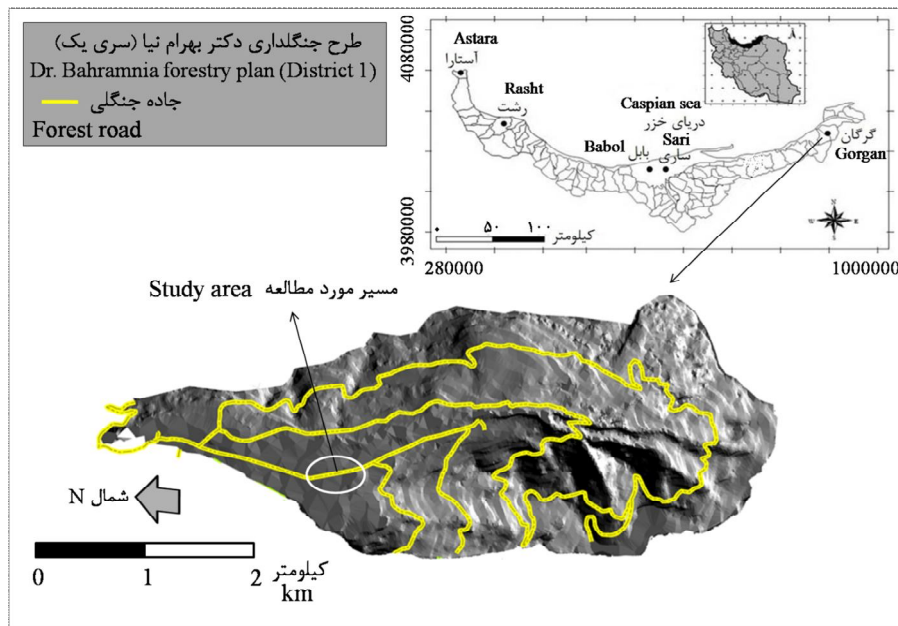 طرح جنگلداری دکتر بهرام نیا (سری یک)
Dr. Bahramnia forestry plan (District 1)
جاده جنگلی
Forest road
4080000
3980000
280000
1000000
Astara
آستارا
Rasht
رشت
Caspian sea
دریای خزر
Babol
بابل
Sari
ساری
گرگان
Gorgan
۰ ۵۰ ۱۰۰
کیلومتر
N
W E
S
Study area مسیر مورد مطالعه
شمال N
0 1 2
کیلومتر
km